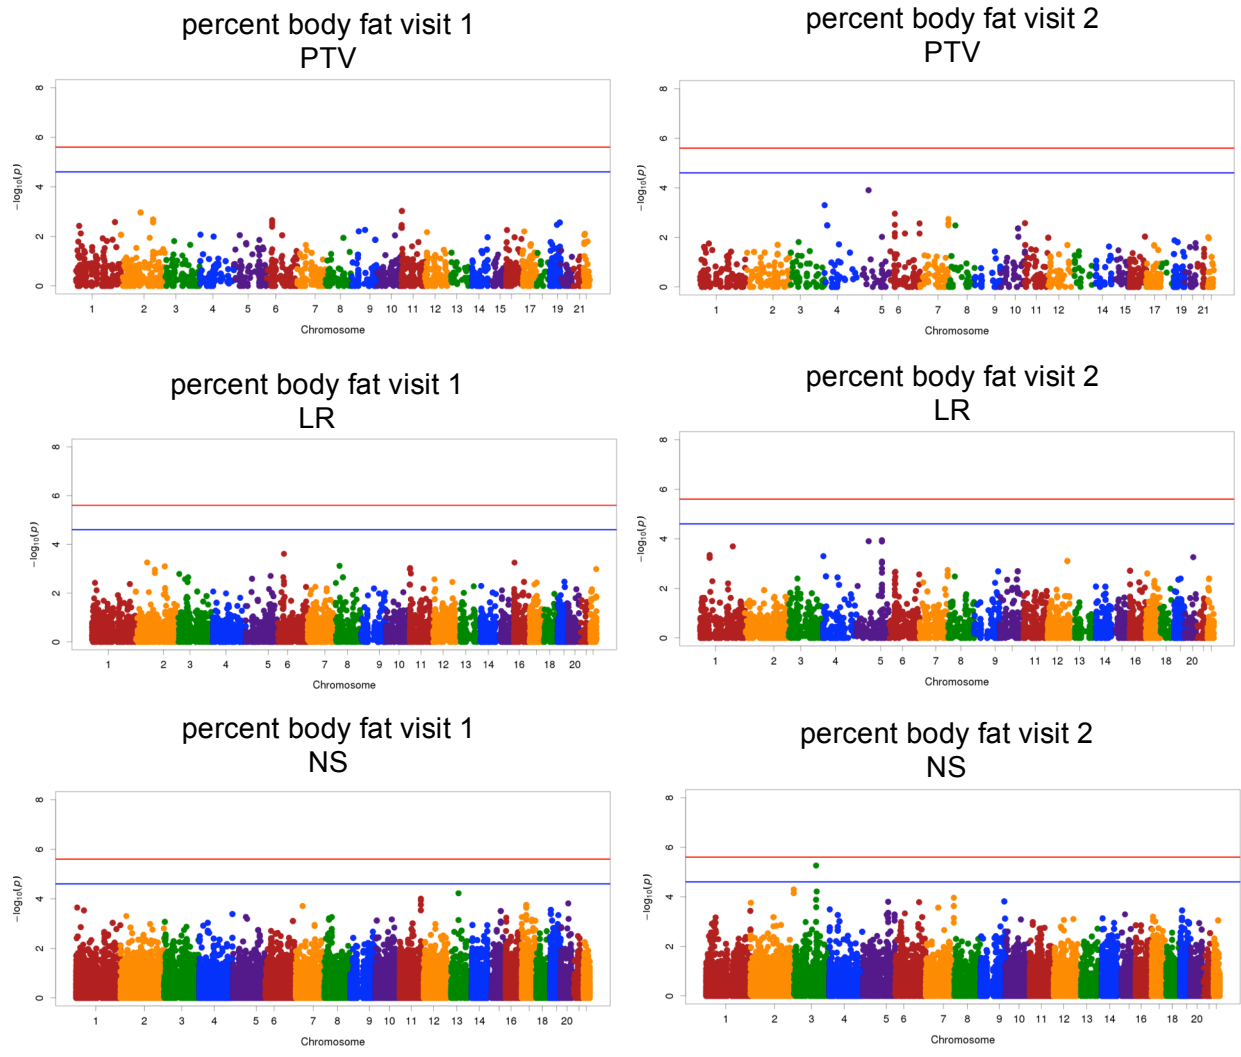 percent body fat visit 1
PTV
8
6
4
2
0
−log10(p)
1 2 3 4 5 6 7 8 9 10 11 12 13 14 15 17 19 21
Chromosome
percent body fat visit 2
PTV
8
6
4
2
0
−log10(p)
1 2 3 4 5 6 7 8 9 10 11 12 14 15 17 19 21
Chromosome
percent body fat visit 1
LR
8
6
4
2
0
−log10(p)
1 2 3 4 5 6 7 8 9 10 11 12 13 14 16 18 20
Chromosome
percent body fat visit 2
LR
8
6
4
2
0
−log10(p)
1 2 3 4 5 6 7 8 9 10 11 12 13 14 16 18 20
Chromosome
percent body fat visit 1
NS
8
6
4
2
0
−log10(p)
1 2 3 4 5 6 7 8 9 10 11 12 13 14 16 18 20
Chromosome
percent body fat visit 2
NS
8
6
4
2
0
−log10(p)
1 2 3 4 5 6 7 8 9 10 11 12 13 14 16 18 20
Chromosome